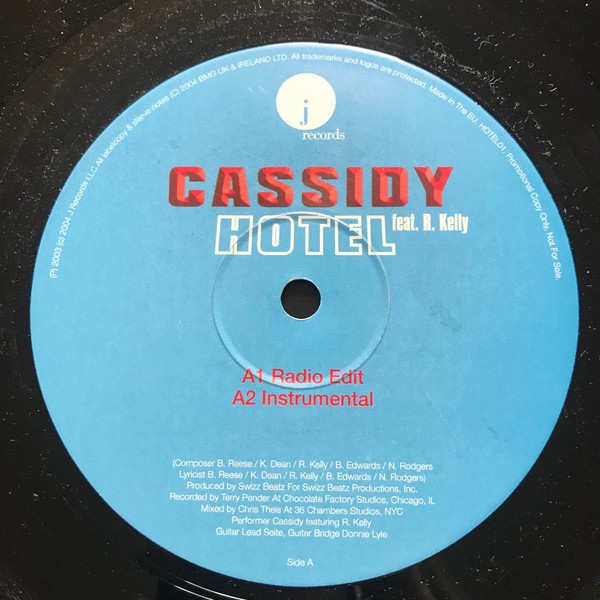 (P) 2003 (c) 2004 J Records LLC All labelcopy & sleeve notes (C) 2004 BMG UK & IRELAND LTD. All trademarks and logos are protected. Made in The EU. HOTEL01. Promotional Copy Only. Not For Sale.
j
records
CASSIDY
HOTEL feat. R. Kelly
A1 Radio Edit
A2 Instrumental
(Composer B. Reese / K. Dean / R. Kelly / B. Edwards / N. Rodgers
Lyricist B. Reese / K. Dean / R. Kelly / B. Edwards / N. Rodgers)
Produced by Swizz Beatz For Swizz Beatz Productions, Inc.
Recorded by Terry Pender At Chocolate Factory Studios, Chicago, IL
Mixed by Chris Theis At 36 Chambers Studios, NYC
Performer Cassidy featuring R. Kelly
Guitar Lead Seite, Guitar Bridge Donnie Lyle
Side A